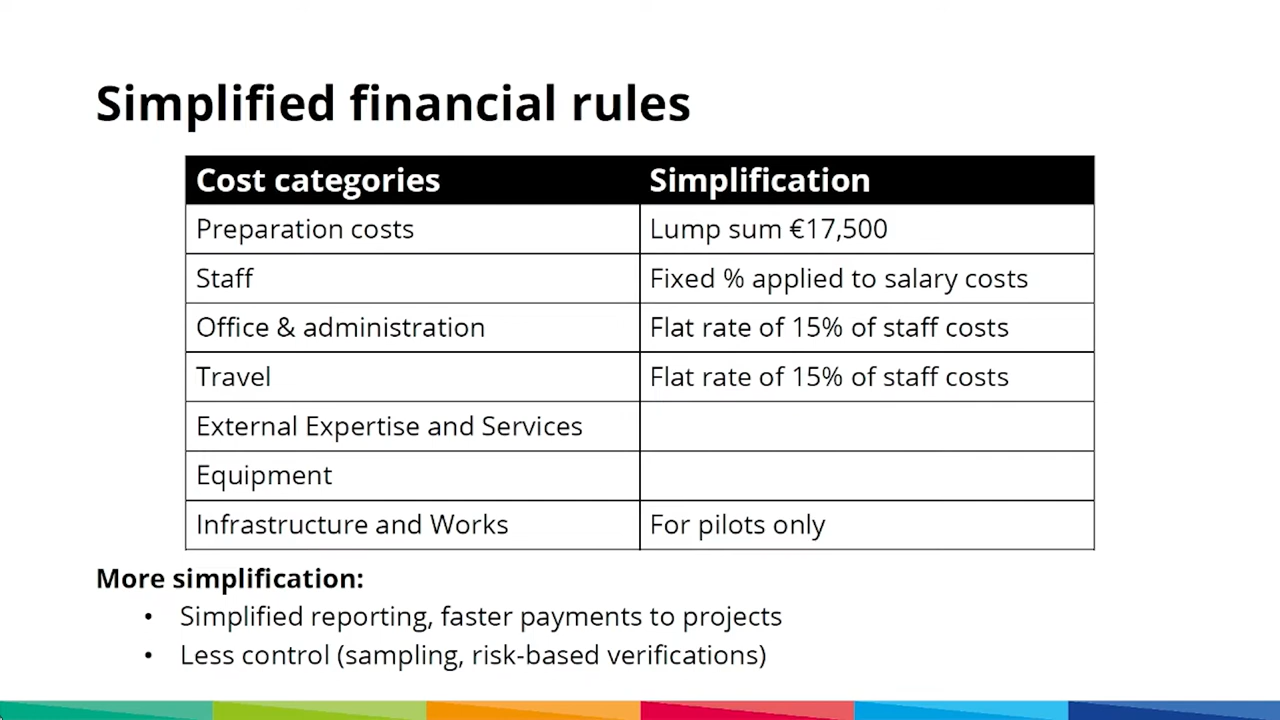 Simplified financial rules
Cost categories Simplification
Preparation costs Lump sum €17,500
Staff Fixed % applied to salary costs
Office & administration Flat rate of 15% of staff costs
Travel Flat rate of 15% of staff costs
External Expertise and Services
Equipment
Infrastructure and Works For pilots only
More simplification:
• Simplified reporting, faster payments to projects
• Less control (sampling, risk-based verifications)